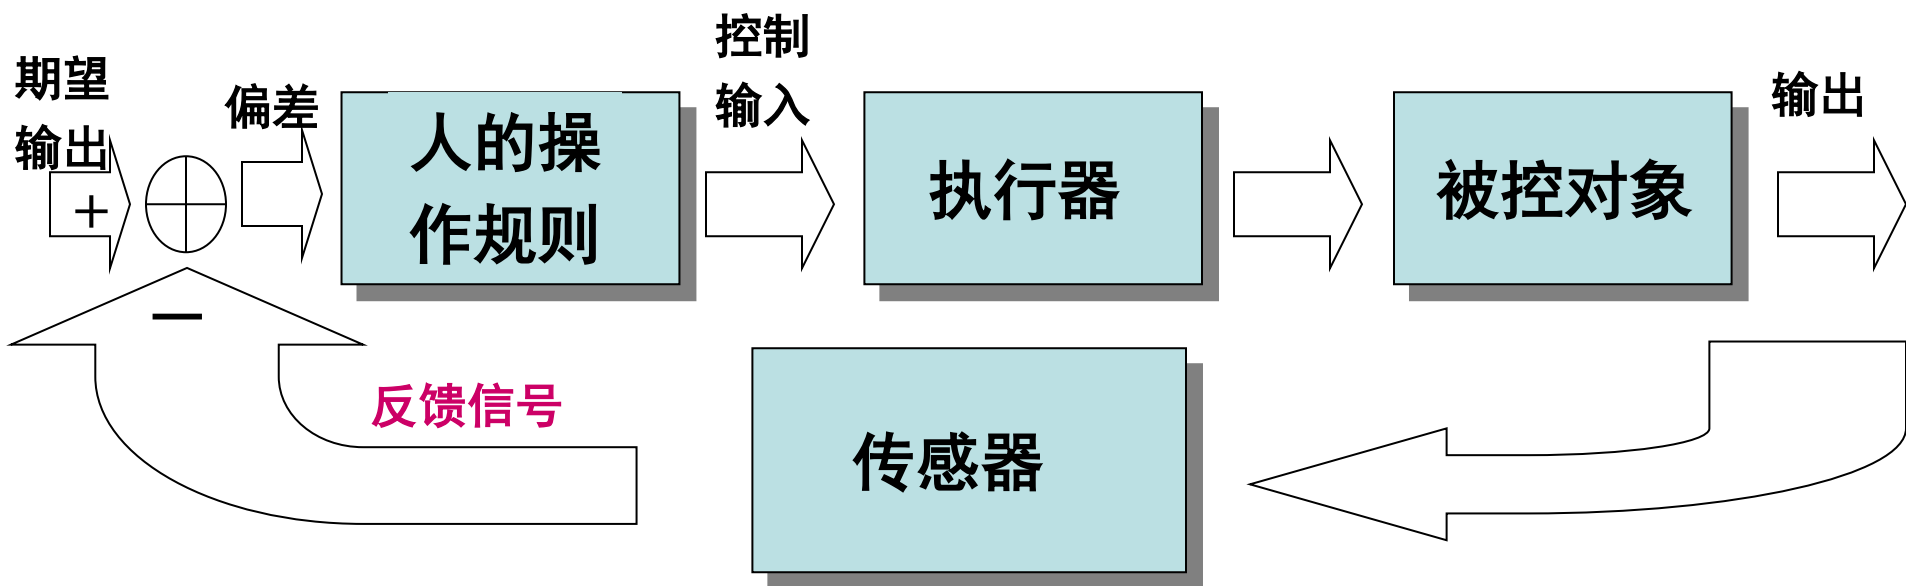 期望
输出
+
偏差
人的操
作规则
控制
输入
执行器
被控对象
输出
—
反馈信号
传感器